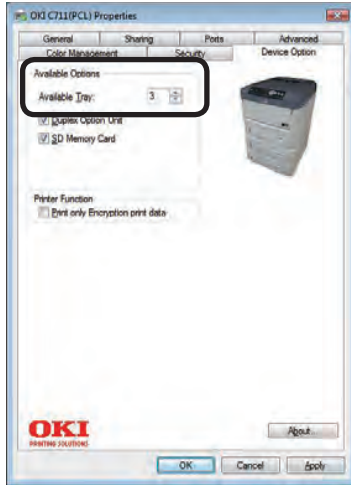 OKI C711(PCL) Properties
General Sharing Ports Advanced
Color Management Security Device Option
Available Options
Available Tray: 3
Duplex Option Unit
SD Memory Card
Printer Function
Print only Encryption print data
OKI
PRINTING SOLUTIONS
About...
OK Cancel Apply